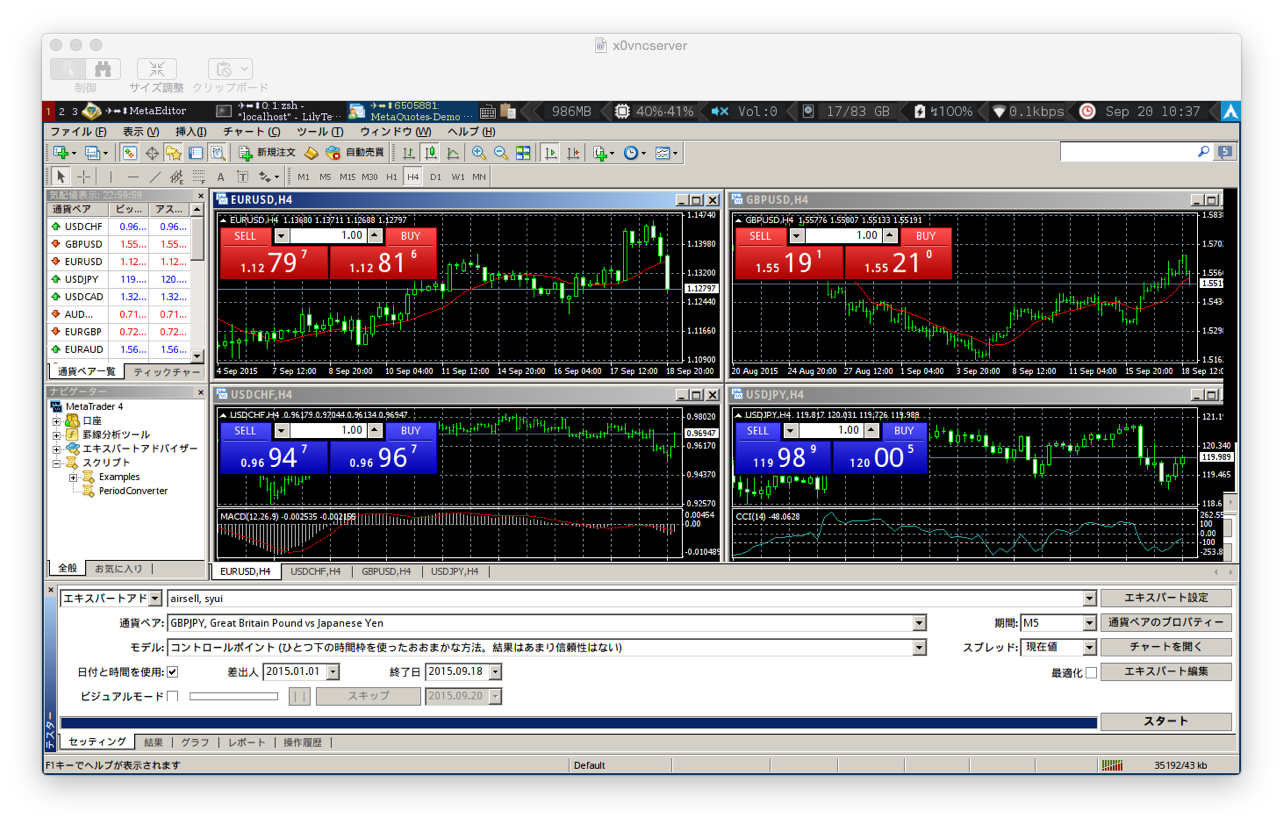 x0vncserver
制御
サイズ調整 クリップボード
1 2 3 MetaEditor
0:1:zsh -
"localhost" - LilyTe…
6505881:
MetaQuotes-Demo …
986MB 40%-41% Vol:0 17/83 GB 100% 0.1kbps Sep 20 10:37
ファイル (F) 表示 (V) 挿入(I) チャート (C) ツール (T) ウィンドウ (W) ヘルプ (H)
新規注文 自動売買 5
A T M1 M5 M15 M30 H1 H4 D1 W1 MN
気配値表示: 22:59:59
通貨ペア ビッ... アス...
USDCHF 0.96... 0.96...
GBPUSD 1.55... 1.55...
EURUSD 1.12... 1.12...
USDJPY 119.... 120....
USDCAD 1.32... 1.32...
AUD... 0.71... 0.71...
EURGBP 0.72... 0.72...
EURAUD 1.56... 1.56...
通貨ペア一覧 ティックチャー
ナビゲーター
MetaTrader 4
口座
罫線分析ツール
エキスパートアドバイザー
スクリプト
Examples
PeriodConverter
全般 お気に入り
EURUSD,H4
EURUSD,H4 1.13680 1.13711 1.12688 1.12797
SELL 1.00 BUY
1.12 79 7 1.12 81 6
1.14740
1.13980
1.13200
1.12797
1.12440
1.11660
1.10900
4 Sep 2015 7 Sep 12:00 8 Sep 20:00 10 Sep 04:00 11 Sep 12:00 14 Sep 20:00 16 Sep 04:00 17 Sep 12:00 18 Sep 20:00
GBPUSD,H4
GBPUSD,H4 1.55776 1.55807 1.55133 1.55191
SELL 1.00 BUY
1.55 19 1 1.55 21 0
1.583
1.570
1.556
1.551
1.543
1.529
1.516
20 Aug 2015 24 Aug 20:00 27 Aug 12:00 1 Sep 04:00 3 Sep 20:00 8 Sep 12:00 11 Sep 04:00 15 Sep 20:00 18 Sep 12:
USDCHF,H4
USDCHF,H4 0.96179 0.97044 0.96134 0.96947
SELL 1.00 BUY
0.96 94 7 0.96 96 7
0.98020
0.96947
0.96170
0.94370
0.92570
MACD(12,26,9) -0.002535 -0.002155
0.00454
0.00
-0.010489
USDJPY,H4
USDJPY,H4 119.817 120.031 119.726 119.989
SELL 1.00 BUY
119 98 9 120 00 5
121.1
120.340
119.989
119.465
118.6
CCI(14) -48.0628
262.55
100
0.00
-100
-253.8
EURUSD,H4 USDCHF,H4 GBPUSD,H4 USDJPY,H4
エキスパートアド airsell, syui エキスパート設定
通貨ペア: GBPJPY, Great Britain Pound vs Japanese Yen 期間: M5 通貨ペアのプロパティー
モデル: コントロールポイント (ひとつ下の時間枠を使ったおおまかな方法。結果はあまり信頼性はない) スプレッド: 現在値 チャートを開く
日付と時間を使用: 差出人 2015.01.01 終了日 2015.09.18 最適化 エキスパート編集
ビジュアルモード スキップ 2015.09.20
スタート
テスター
セッティング 結果 グラフ レポート 操作履歴
F1キーでヘルプが表示されます Default 35192/43 kb